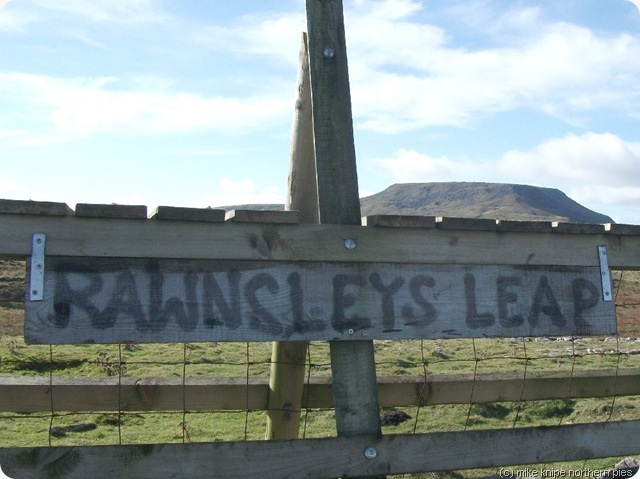 RAWNSLEYS LEAP
(c) mike knipe northern pies